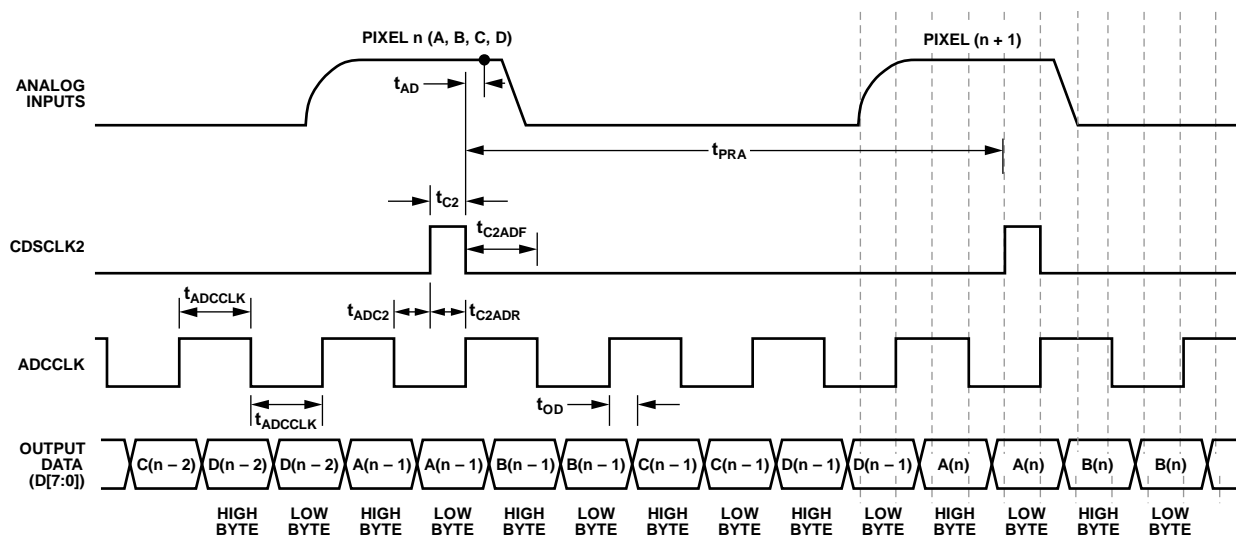 PIXEL n (A, B, C, D)
PIXEL (n + 1)
ANALOG
INPUTS
tAD
tPRA
tC2
CDSCLK2
tC2ADF
tADCCLK
tADC2
tC2ADR
ADCCLK
tADCCLK
tOD
OUTPUT
DATA
(D[7:0])
C(n – 2) D(n – 2) D(n – 2) A(n – 1) A(n – 1) B(n – 1) B(n – 1) C(n – 1) C(n – 1) D(n – 1) D(n – 1) A(n) A(n) B(n) B(n)
HIGH LOW HIGH LOW HIGH LOW HIGH LOW HIGH LOW HIGH LOW HIGH LOW
BYTE BYTE BYTE BYTE BYTE BYTE BYTE BYTE BYTE BYTE BYTE BYTE BYTE BYTE